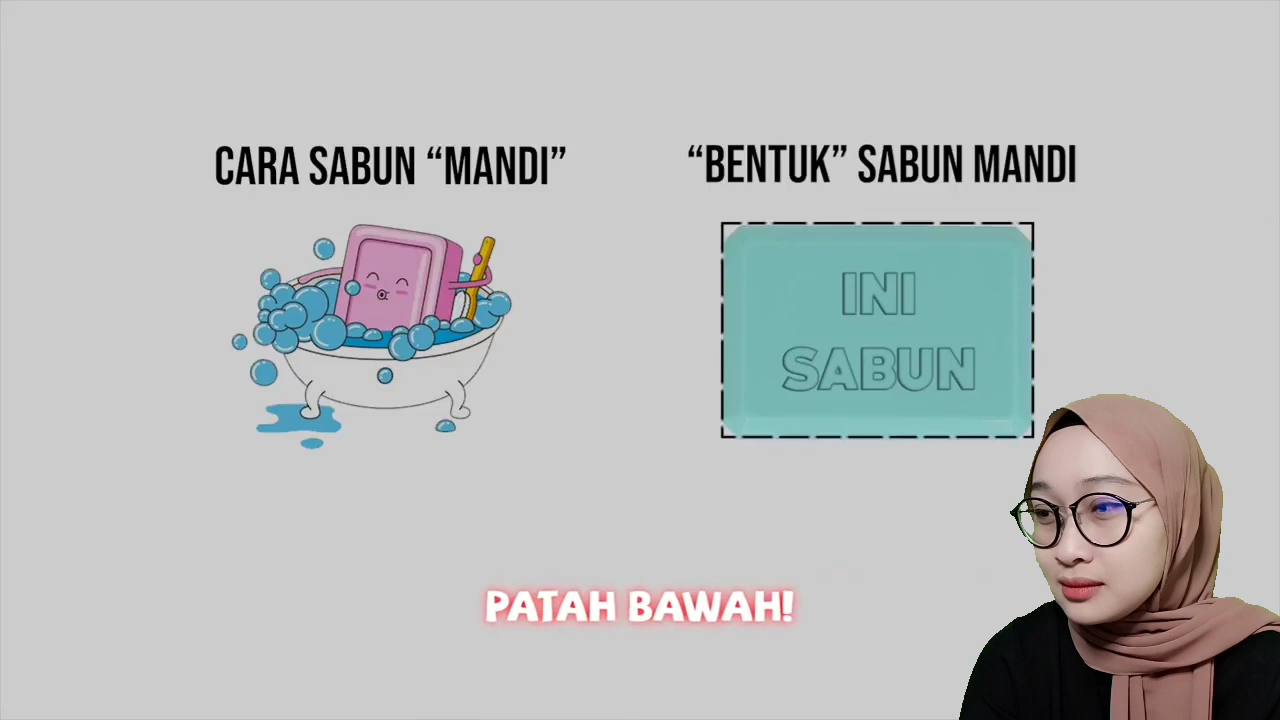 CARA SABUN “MANDI”
“BENTUK” SABUN MANDI
INI
SABUN
PATAH BAWAH!